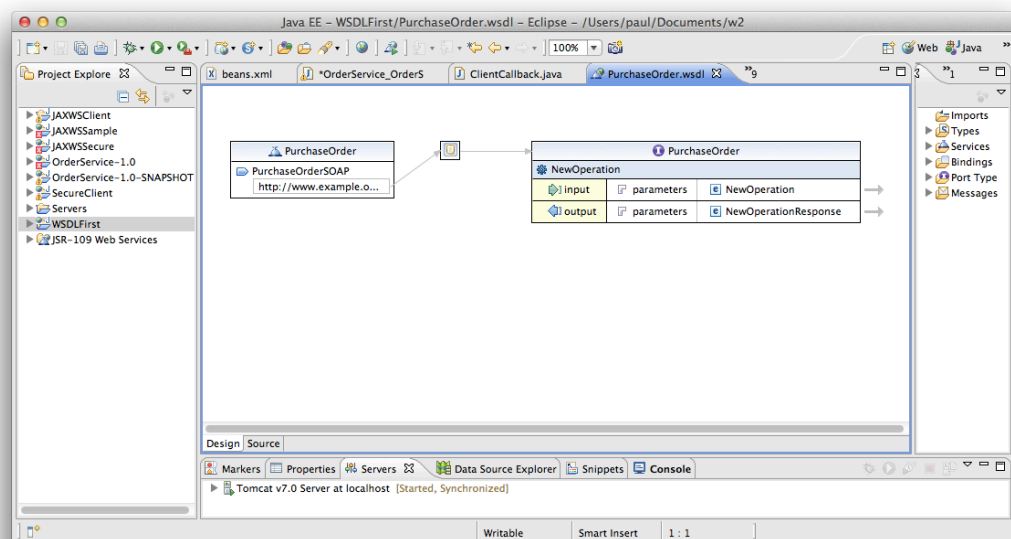 Java EE – WSDLFirst/PurchaseOrder.wsdl – Eclipse – /Users/paul/Documents/w2
100%
Web
Java
»
Project Explore
beans.xml
*OrderService_OrderS
ClientCallback.java
PurchaseOrder.wsdl
»9
»1
JAXWSClient
JAXWSSample
JAXWSSecure
OrderService-1.0
OrderService-1.0-SNAPSHOT
SecureClient
Servers
WSDLFirst
JSR-109 Web Services
PurchaseOrder
PurchaseOrderSOAP
http://www.example.o...
PurchaseOrder
NewOperation
input
parameters
NewOperation
output
parameters
NewOperationResponse
Imports
Types
Services
Bindings
Port Type
Messages
Design
Source
Markers
Properties
Servers
Data Source Explorer
Snippets
Console
Tomcat v7.0 Server at localhost [Started, Synchronized]
Writable
Smart Insert
1 : 1